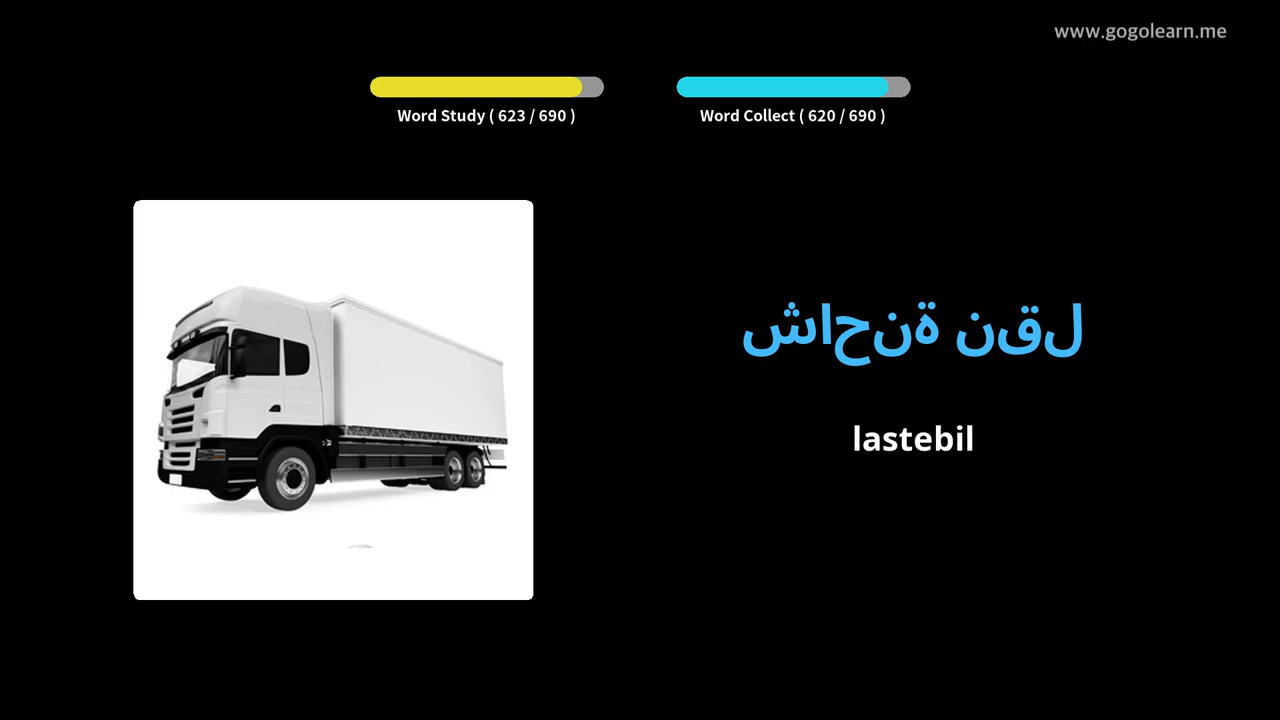 www.gogolearn.me
Word Study ( 623 / 690 )
Word Collect ( 620 / 690 )
شاحنة نقل
lastebil